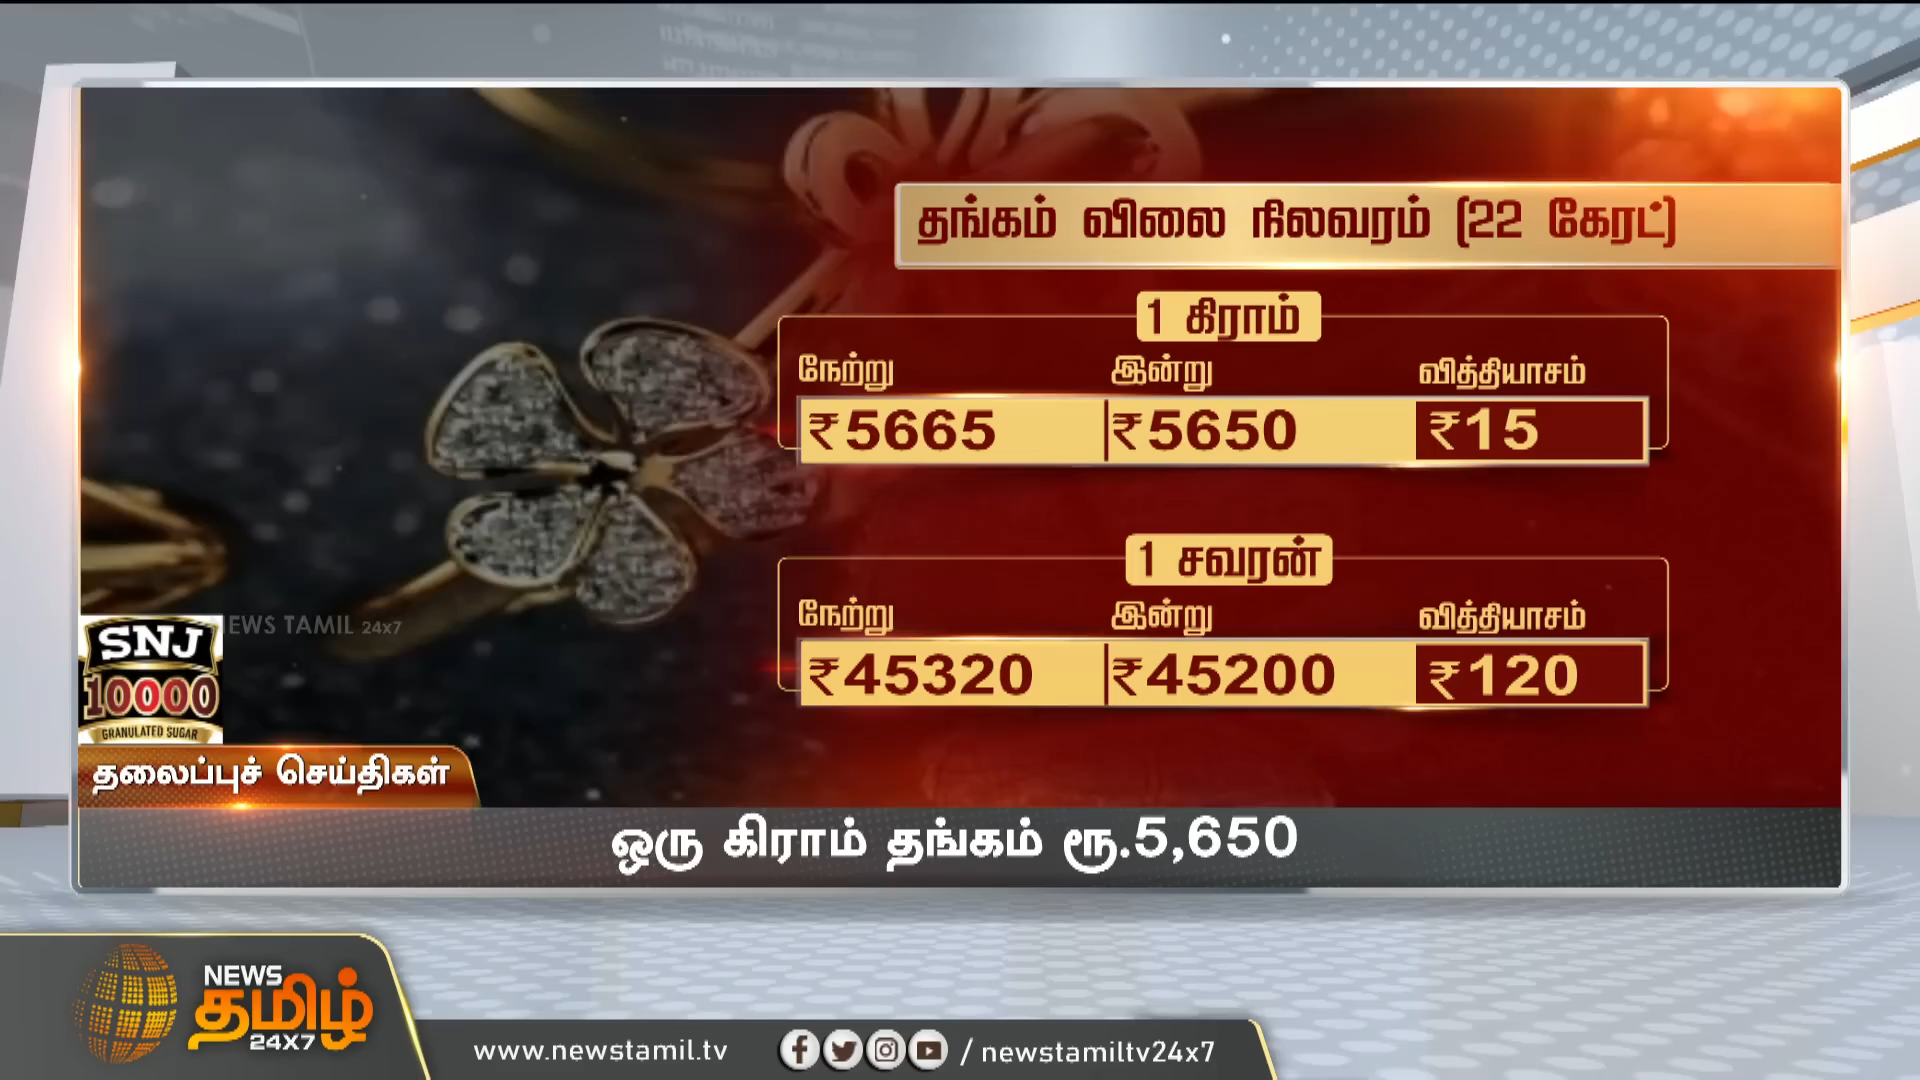 தங்கம் விலை நிலவரம் (22 கேரட்)
1 கிராம்
நேற்று இன்று வித்தியாசம்
₹5665 ₹5650 ₹15
1 சவரன்
நேற்று இன்று வித்தியாசம்
₹45320 ₹45200 ₹120
NEWS TAMIL 24x7
SNJ
10000
GRANULATED SUGAR
தலைப்புச் செய்திகள்
ஒரு கிராம் தங்கம் ரூ.5,650
NEWS
தமிழ்
24X7
www.newstamil.tv / newstamiltv24x7